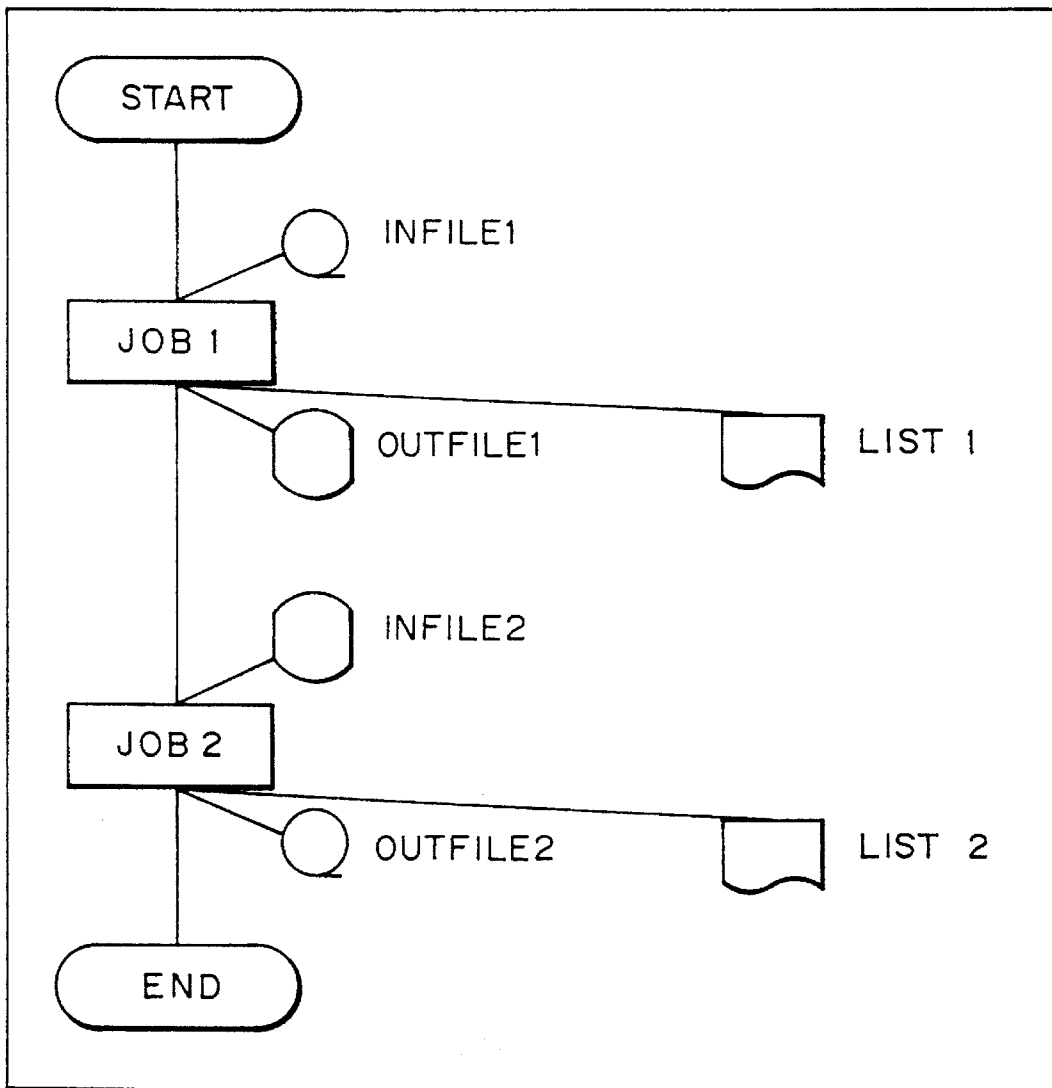 START
INFILE1
JOB 1
OUTFILE1
LIST 1
INFILE2
JOB 2
OUTFILE2
LIST 2
END